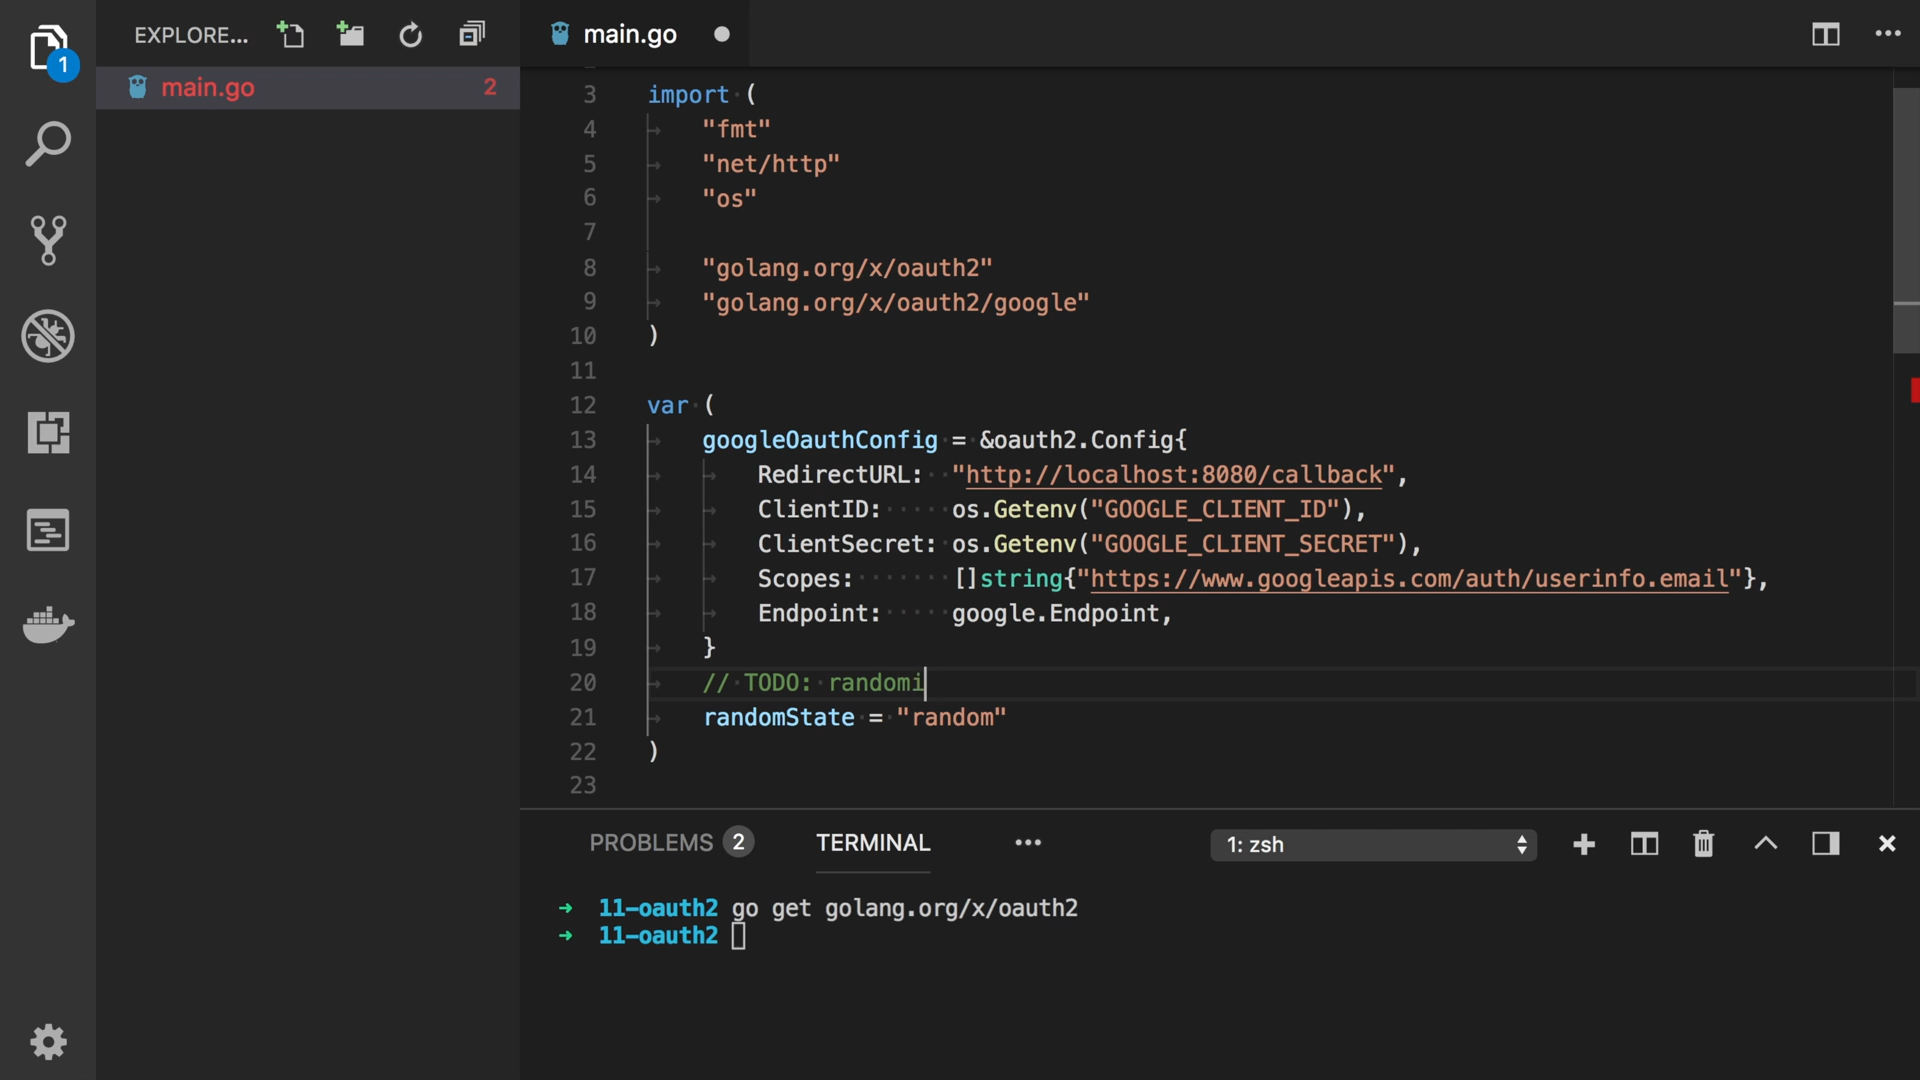 EXPLORE...
main.go
1
main.go
2
3 import (
4 "fmt"
5 "net/http"
6 "os"
7
8 "golang.org/x/oauth2"
9 "golang.org/x/oauth2/google"
10 )
11
12 var (
13 googleOauthConfig = &oauth2.Config{
14 RedirectURL: "http://localhost:8080/callback",
15 ClientID: os.Getenv("GOOGLE_CLIENT_ID"),
16 ClientSecret: os.Getenv("GOOGLE_CLIENT_SECRET"),
17 Scopes: []string{"https://www.googleapis.com/auth/userinfo.email"},
18 Endpoint: google.Endpoint,
19 }
20 // TODO: randomi
21 randomState = "random"
22 )
23
PROBLEMS 2 TERMINAL ... 1: zsh
→ 11-oauth2 go get golang.org/x/oauth2
→ 11-oauth2